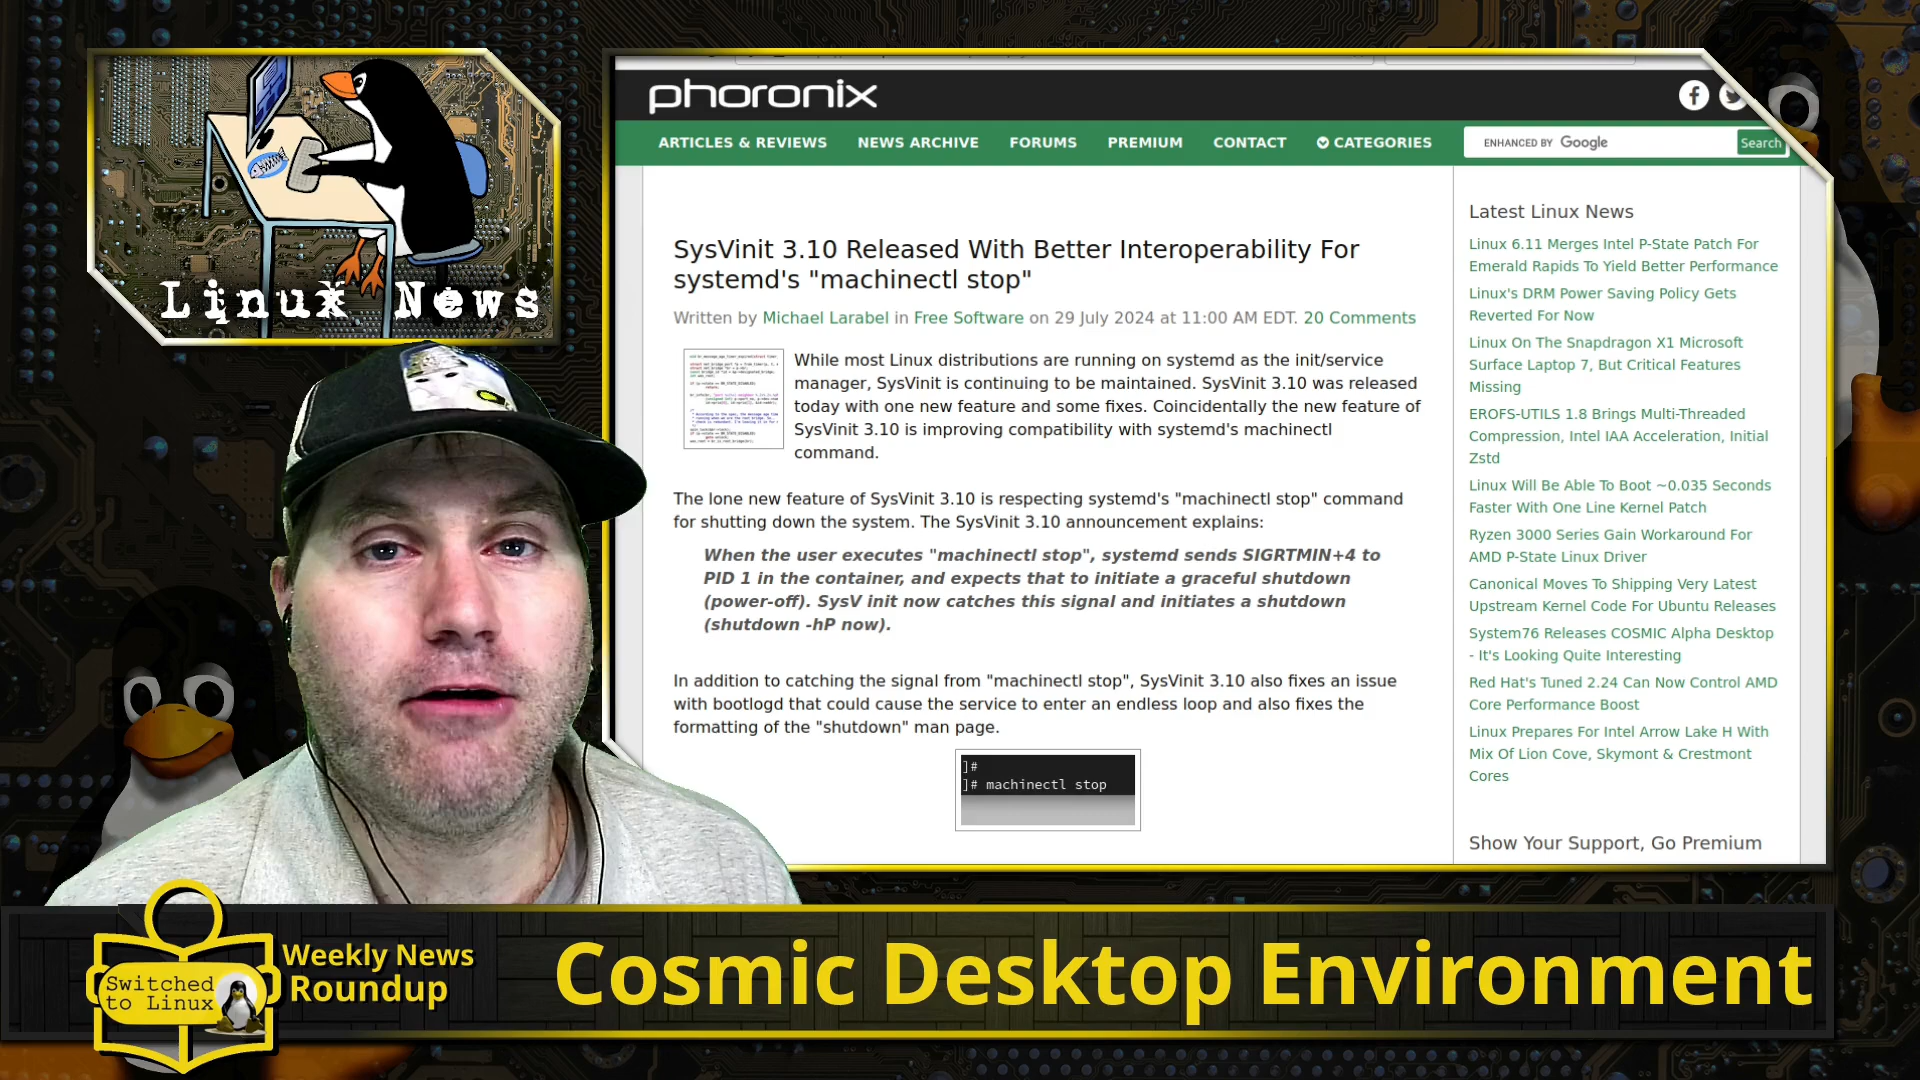 Linux News
phoronix
ARTICLES & REVIEWS NEWS ARCHIVE FORUMS PREMIUM CONTACT CATEGORIES
ENHANCED BY Google
Search
SysVinit 3.10 Released With Better Interoperability For
systemd's "machinectl stop"
Written by Michael Larabel in Free Software on 29 July 2024 at 11:00 AM EDT. 20 Comments
While most Linux distributions are running on systemd as the init/service
manager, SysVinit is continuing to be maintained. SysVinit 3.10 was released
today with one new feature and some fixes. Coincidentally the new feature of
SysVinit 3.10 is improving compatibility with systemd's machinectl
command.
The lone new feature of SysVinit 3.10 is respecting systemd's "machinectl stop" command
for shutting down the system. The SysVinit 3.10 announcement explains:
When the user executes "machinectl stop", systemd sends SIGRTMIN+4 to
PID 1 in the container, and expects that to initiate a graceful shutdown
(power-off). SysV init now catches this signal and initiates a shutdown
(shutdown -hP now).
In addition to catching the signal from "machinectl stop", SysVinit 3.10 also fixes an issue
with bootlogd that could cause the service to enter an endless loop and also fixes the
formatting of the "shutdown" man page.
]#
]# machinectl stop
Latest Linux News
Linux 6.11 Merges Intel P-State Patch For
Emerald Rapids To Yield Better Performance
Linux's DRM Power Saving Policy Gets
Reverted For Now
Linux On The Snapdragon X1 Microsoft
Surface Laptop 7, But Critical Features
Missing
EROFS-UTILS 1.8 Brings Multi-Threaded
Compression, Intel IAA Acceleration, Initial
Zstd
Linux Will Be Able To Boot ~0.035 Seconds
Faster With One Line Kernel Patch
Ryzen 3000 Series Gain Workaround For
AMD P-State Linux Driver
Canonical Moves To Shipping Very Latest
Upstream Kernel Code For Ubuntu Releases
System76 Releases COSMIC Alpha Desktop
- It's Looking Quite Interesting
Red Hat's Tuned 2.24 Can Now Control AMD
Core Performance Boost
Linux Prepares For Intel Arrow Lake H With
Mix Of Lion Cove, Skymont & Crestmont
Cores
Show Your Support, Go Premium
Switched
to Linux
Weekly News
Roundup
Cosmic Desktop Environment